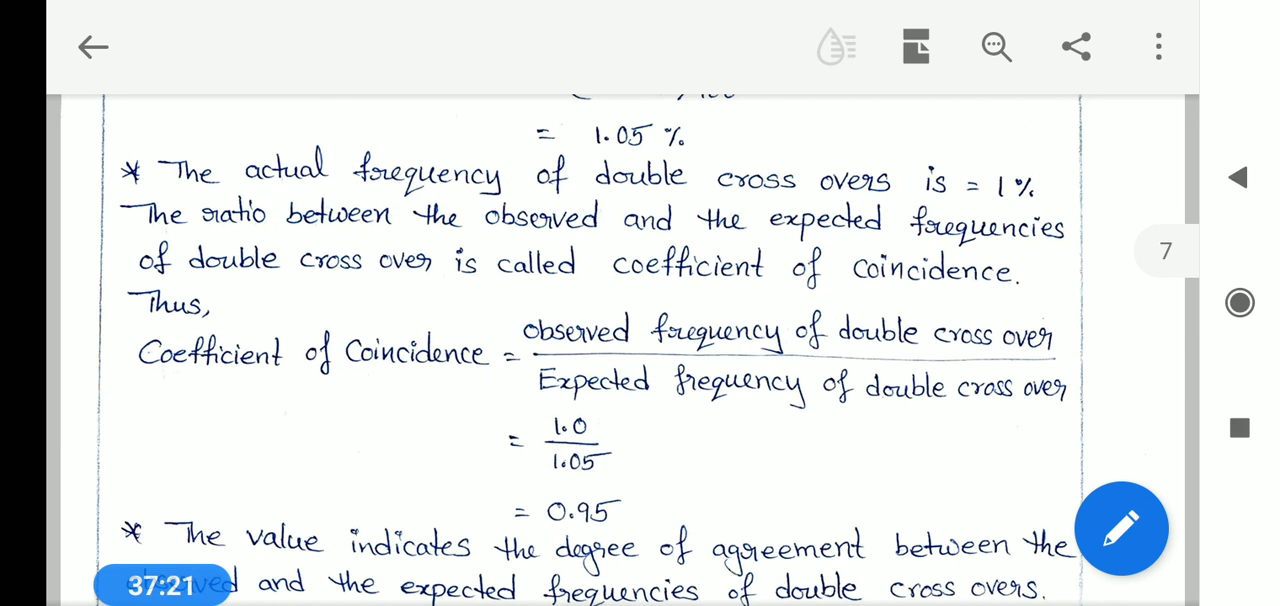 = 1.05 %
* The actual frequency of double cross overs is = 1%
The ratio between the observed and the expected frequencies
of double cross over is called coefficient of coincidence.
Thus,
Coefficient of Coincidence = observed frequency of double cross over
Expected frequency of double cross over
= 1.0
1.05
= 0.95
7
* The value indicates the degree of agreement between the
and the expected frequencies of double cross overs.
37:21